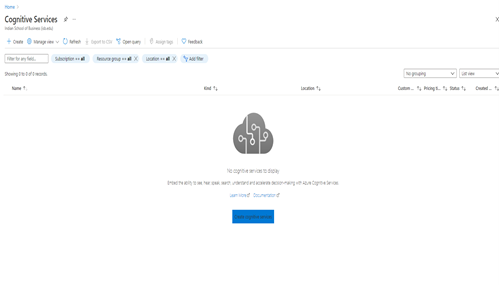 Home
Cognitive Services
School of Business
Create Manage view Refresh Export to CSV Open query Assign tags Feedback
Filter for any field... Subscription == all Resource group == all Location == all Add filter
Showing 0 to 0 of 0 records. No grouping List view
Name Kind Location Custom ... Pricing ti... Status Created ...
No cognitive services to display
Embed the ability to see, hear, speak, search, understand and accelerate decision-making with Azure Cognitive Services.
Learn more Documentation
Create cognitive services